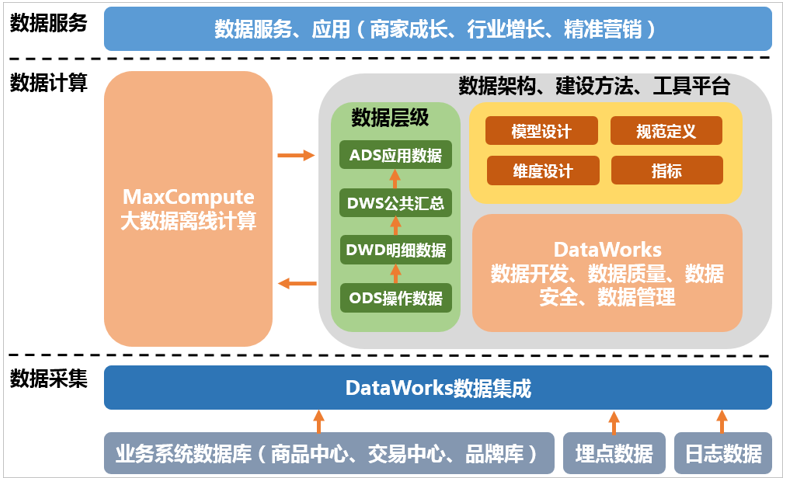 数据服务
数据服务、应用（商家成长、行业增长、精准营销）
数据计算
MaxCompute
大数据离线计算
数据架构、建设方法、工具平台
数据层级
ADS应用数据
DWS公共汇总
DWD明细数据
ODS操作数据
模型设计
规范定义
维度设计
指标
DataWorks
数据开发、数据质量、数据
安全、数据管理
数据采集
DataWorks数据集成
业务系统数据库（商品中心、交易中心、品牌库）
埋点数据
日志数据